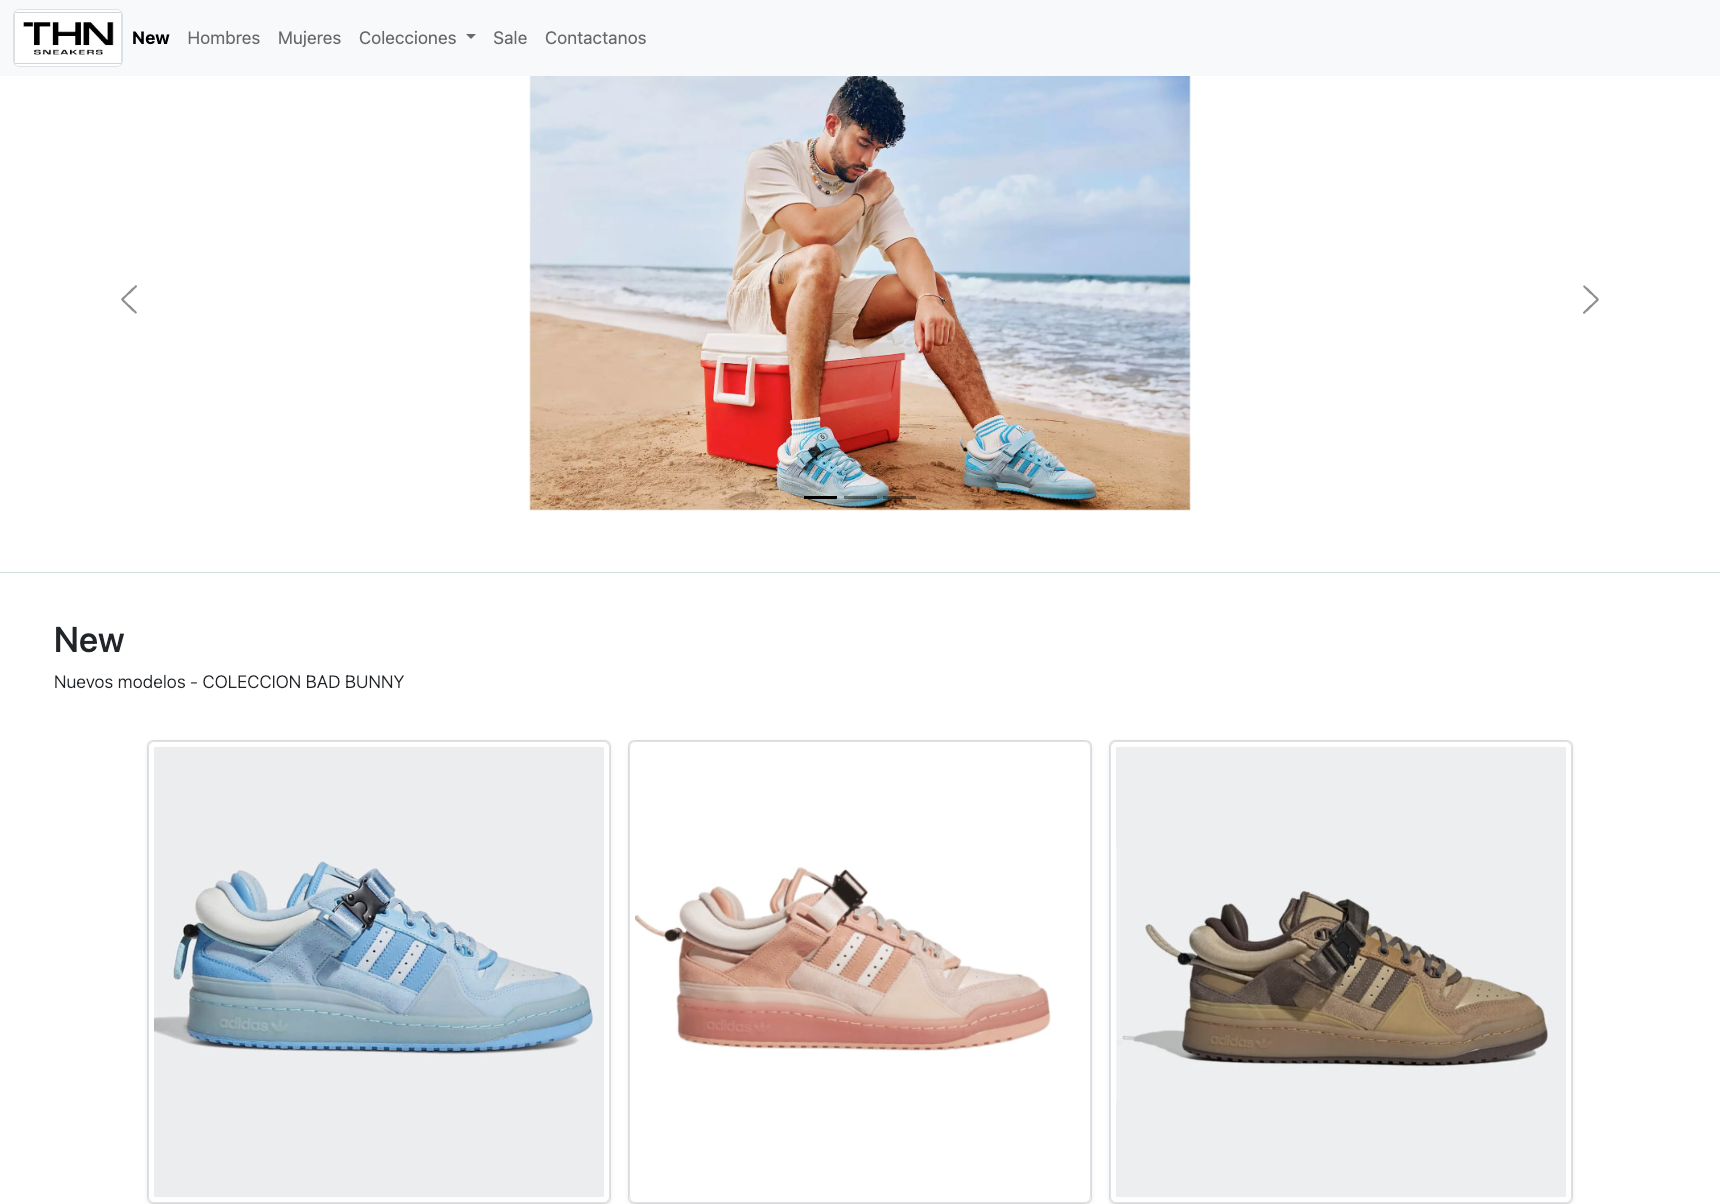 THN
SNEAKERS
New Hombres Mujeres Colecciones Sale Contactanos
New
Nuevos modelos - COLECCION BAD BUNNY
adidas
adidas
adidas